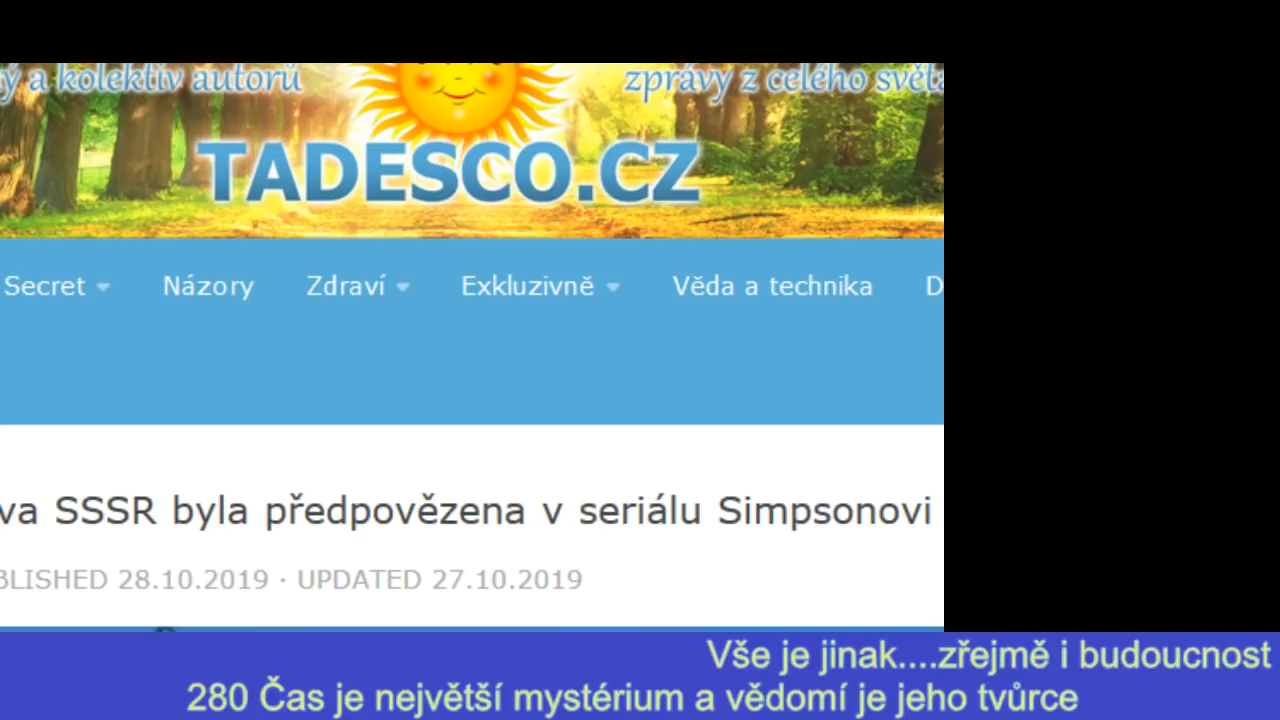 ý a kolektiv autorů
zprávy z celého světa
TADESCO.CZ
Secret Názory Zdraví Exkluzivně Věda a technika D
va SSSR byla předpovězena v seriálu Simpsonovi
BLISHED 28.10.2019 · UPDATED 27.10.2019
Vše je jinak....zřejmě i budoucnost
280 Čas je největší mystérium a vědomí je jeho tvůrce